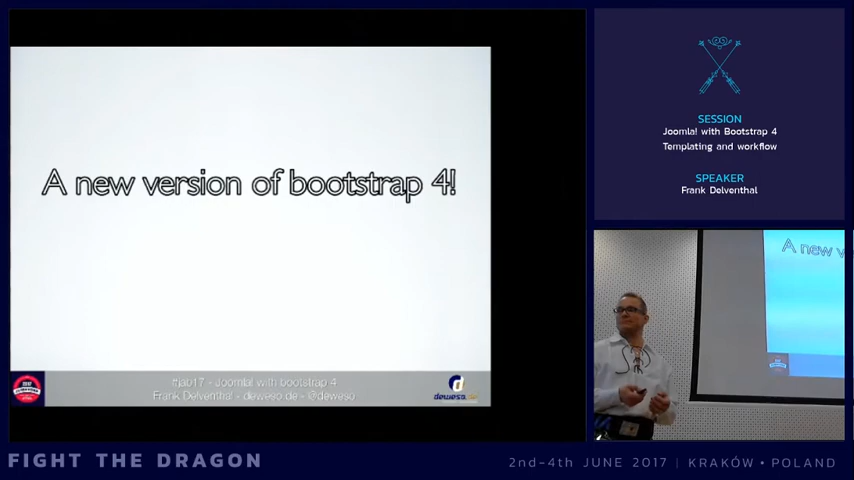 A new version of bootstrap 4!
#jab17 - Joomla! with bootstrap 4
Frank Delventhal - deweso.de - @deweso
deweso.de
SESSION
Joomla! with Bootstrap 4
Templating and workflow
SPEAKER
Frank Delventhal
A new v
FIGHT THE DRAGON
2nd-4th JUNE 2017 | KRAKÓW • POLAND